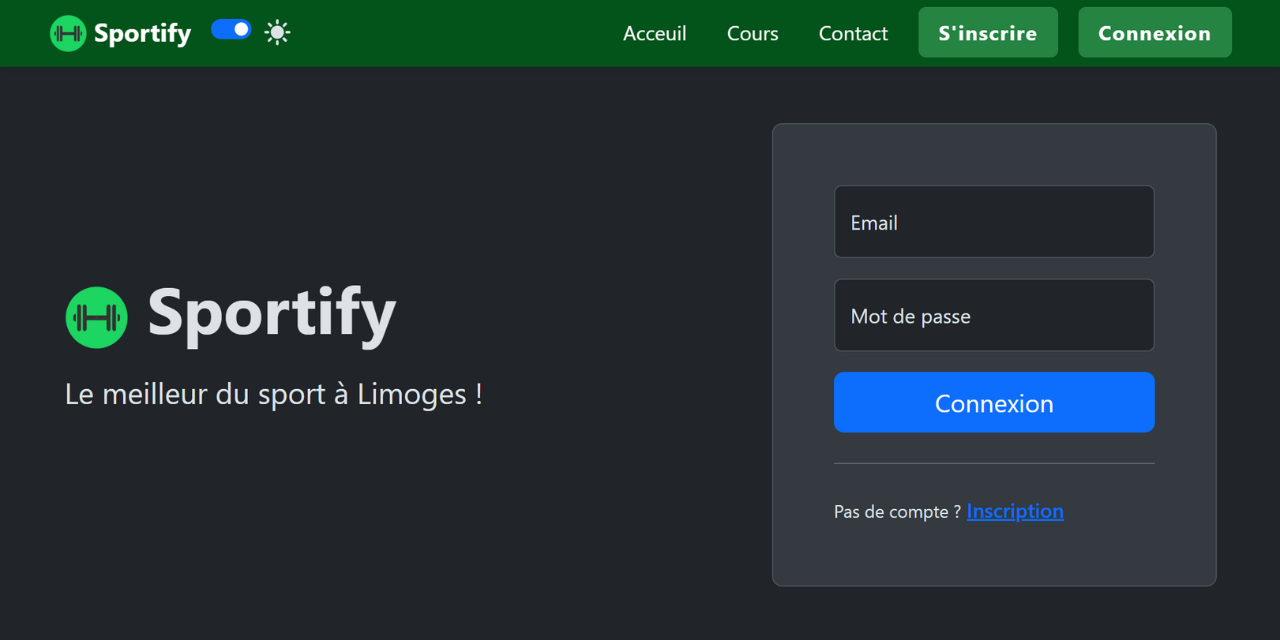 Sportify
Acceuil
Cours
Contact
S'inscrire
Connexion
Sportify
Le meilleur du sport à Limoges !
Email
Mot de passe
Connexion
Pas de compte ? Inscription